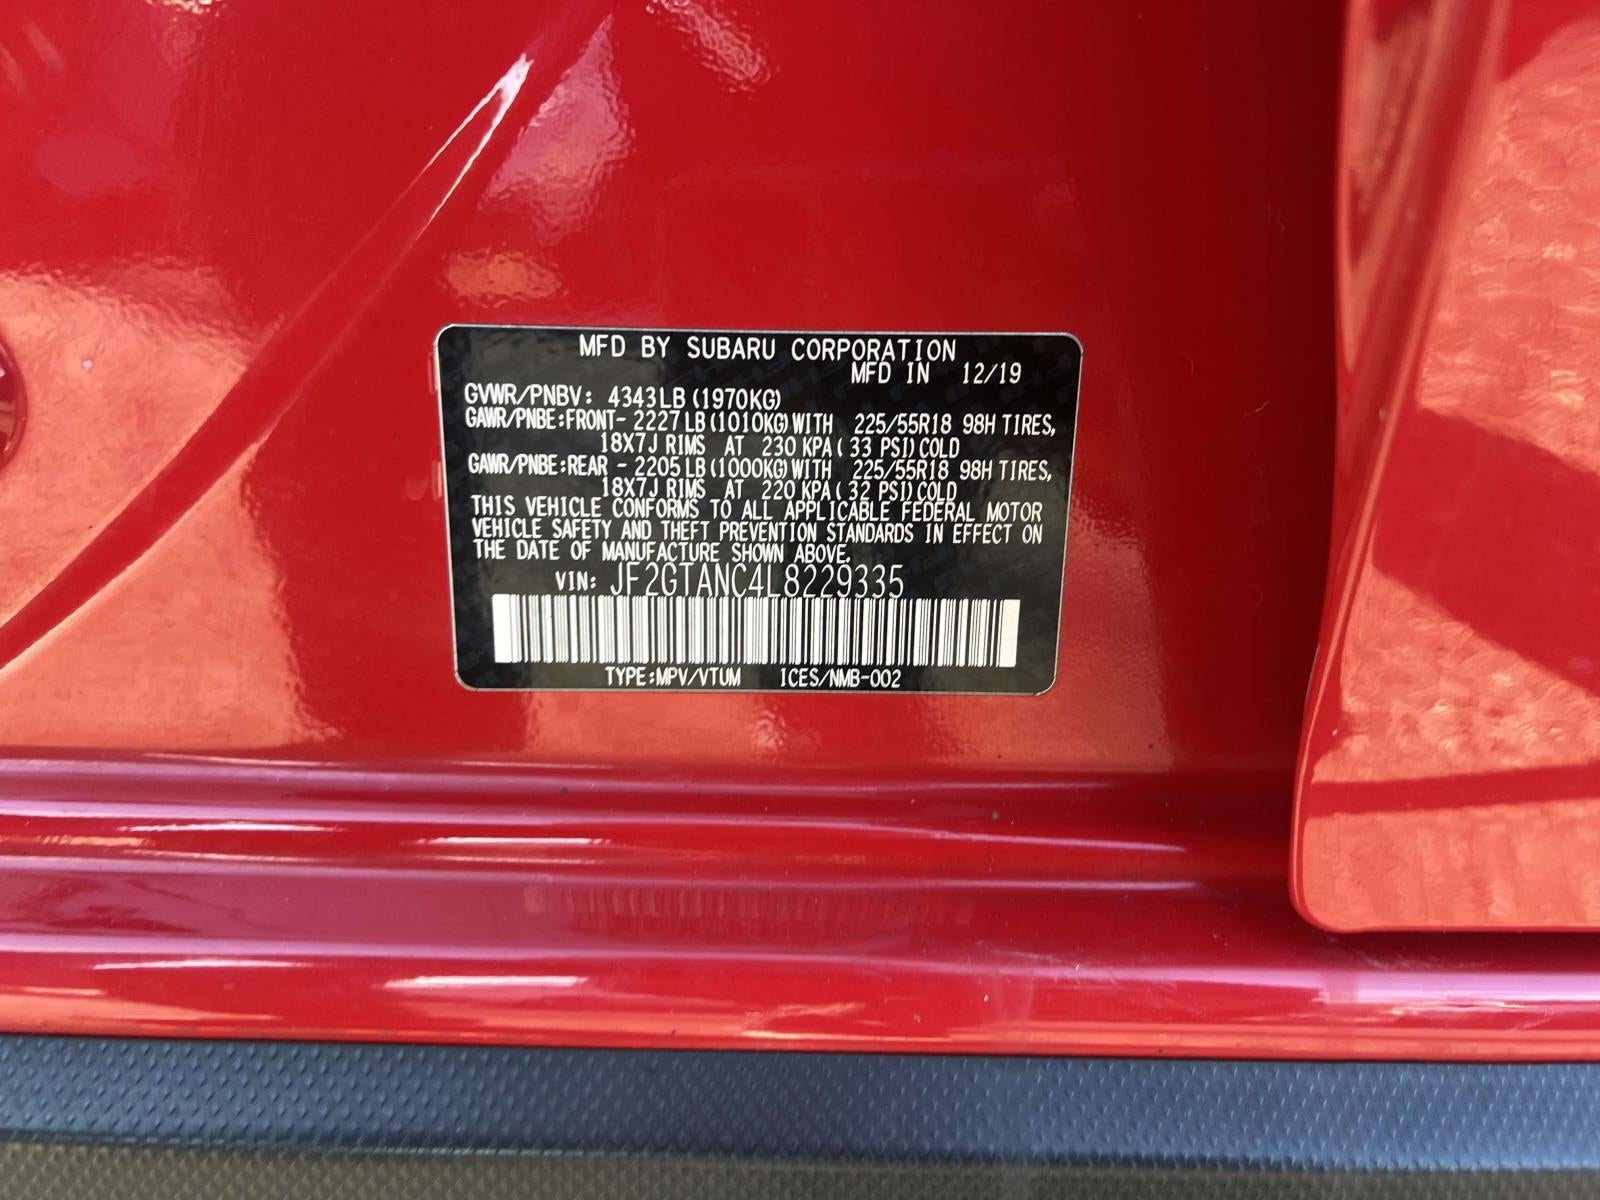 MFD BY SUBARU CORPORATION
MFD IN 12/19
GVWR/PNBV: 4343LB(1970KG)
GAWR/PNBE:FRONT- 2227LB(1010KG)WITH 225/55R18 98H TIRES,
18X7J RIMS AT 230 KPA( 33 PSI)COLD
GAWR/PNBE:REAR - 2205LB(1000KG)WITH 225/55R18 98H TIRES,
18X7J RIMS AT 220 KPA( 32 PSI)COLD
THIS VEHICLE CONFORMS TO ALL APPLICABLE FEDERAL MOTOR
VEHICLE SAFETY AND THEFT PREVENTION STANDARDS IN EFFECT ON
THE DATE OF MANUFACTURE SHOWN ABOVE.
VIN: JF2GTANC4L8229335
TYPE:MPV/VTUM ICES/NMB-002